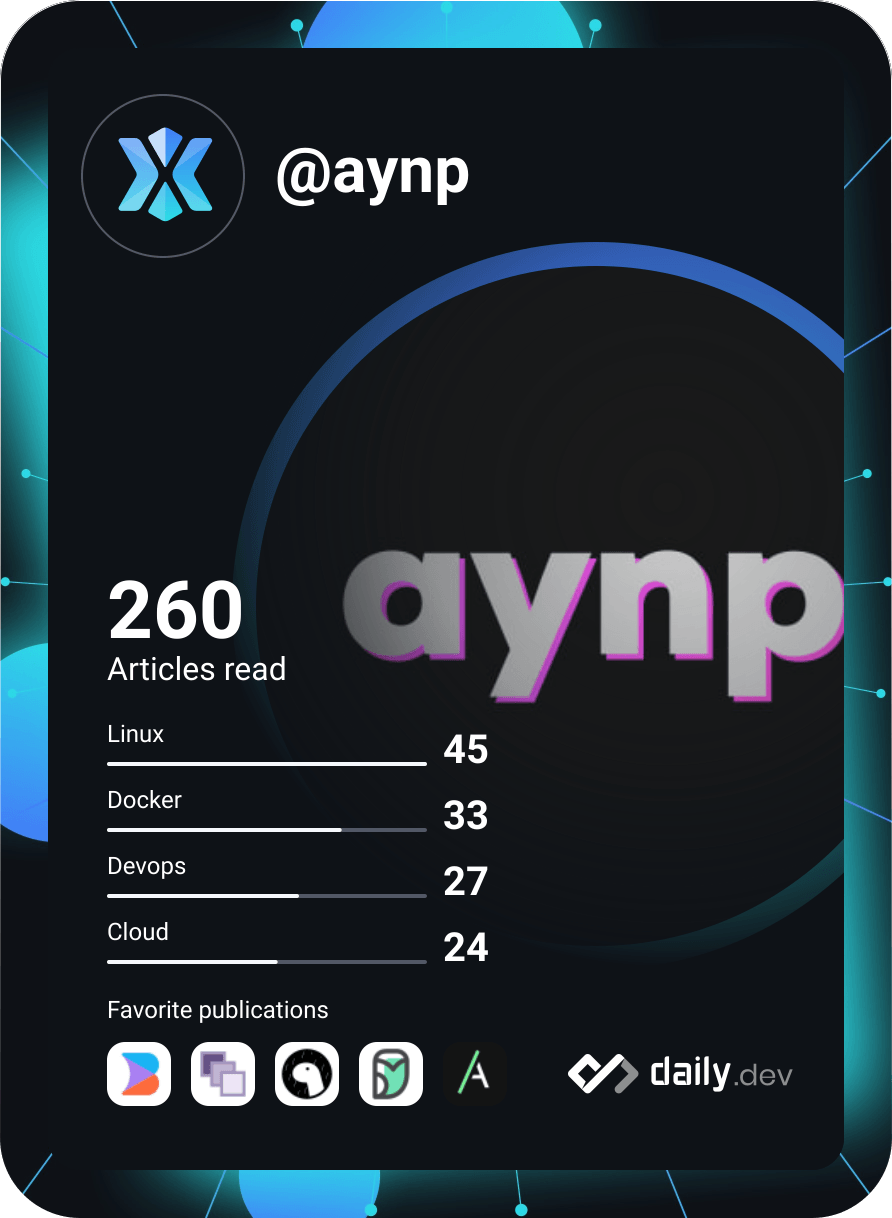 @aynp
aynp
260
Articles read
Linux
45
Docker
33
Devops
27
Cloud
24
Favorite publications
daily.dev